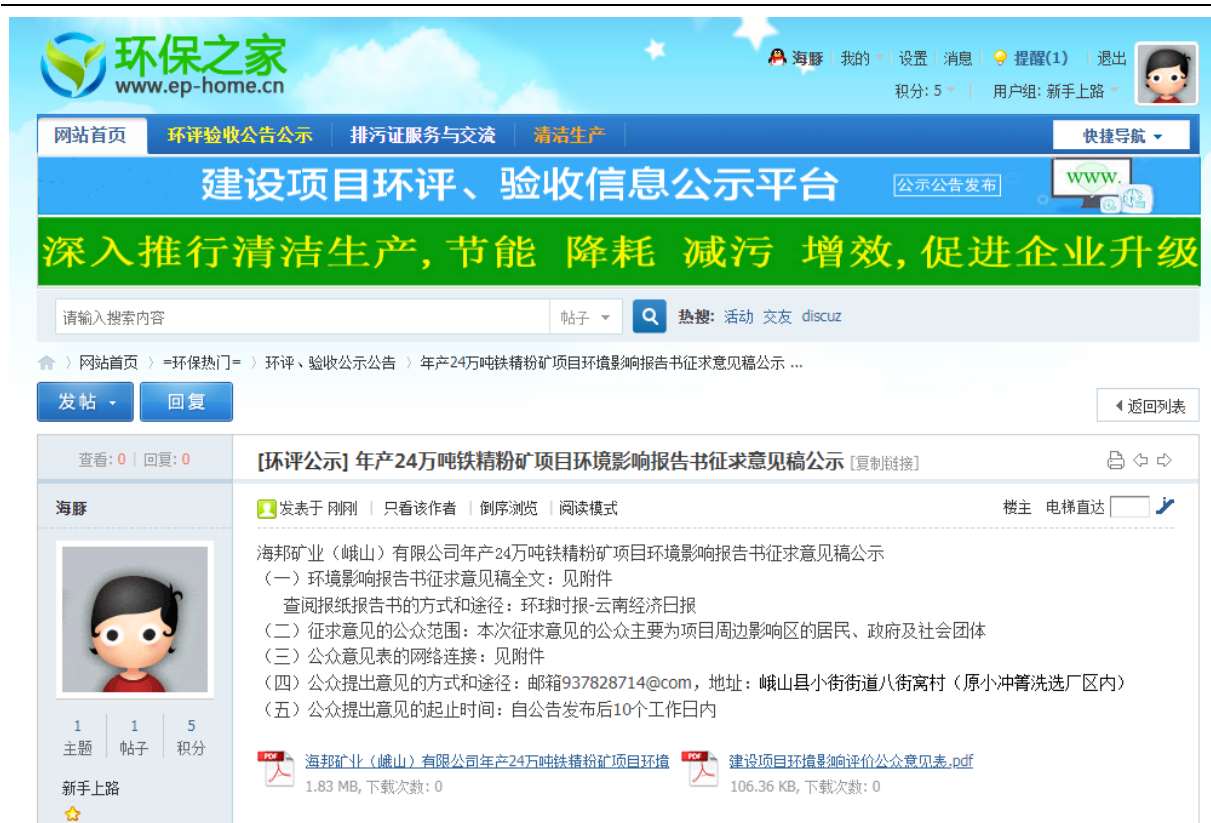 环保之家
www.ep-home.cn
海豚 我的 设置 消息 提醒(1) 退出
积分: 5 用户组: 新手上路
网站首页 环评验收公告公示 排污证服务与交流 清洁生产 快捷导航
建设项目环评、验收信息公示平台 公示公告发布 www.
深入推行清洁生产,节能 降耗 减污 增效,促进企业升级
请输入搜索内容 帖子 热搜: 活动 交友 discuz
网站首页 〉 =环保热门= 〉 环评、验收公示公告 〉 年产24万吨铁精粉矿项目环境影响报告书征求意见稿公示 ...
发帖 回复 返回列表
查看: 0 回复: 0 [环评公示] 年产24万吨铁精粉矿项目环境影响报告书征求意见稿公示 [复制链接]
海豚 发表于 刚刚 | 只看该作者 | 倒序浏览 | 阅读模式 楼主 电梯直达
海邦矿业（峨山）有限公司年产24万吨铁精粉矿项目环境影响报告书征求意见稿公示
（一）环境影响报告书征求意见稿全文：见附件
查阅报纸报告书的方式和途径：环球时报-云南经济日报
（二）征求意见的公众范围：本次征求意见的公众主要为项目周边影响区的居民、政府及社会团体
（三）公众意见表的网络连接：见附件
（四）公众提出意见的方式和途径：邮箱937828714@com，地址：峨山县小街街道八街窝村（原小冲箐洗选厂区内）
（五）公众提出意见的起止时间：自公告发布后10个工作日内
1 1 5
主题 帖子 积分
新手上路
海邦矿业（峨山）有限公司年产24万吨铁精粉矿项目环境 建设项目环境影响评价公众意见表.pdf
1.83 MB, 下载次数: 0 106.36 KB, 下载次数: 0